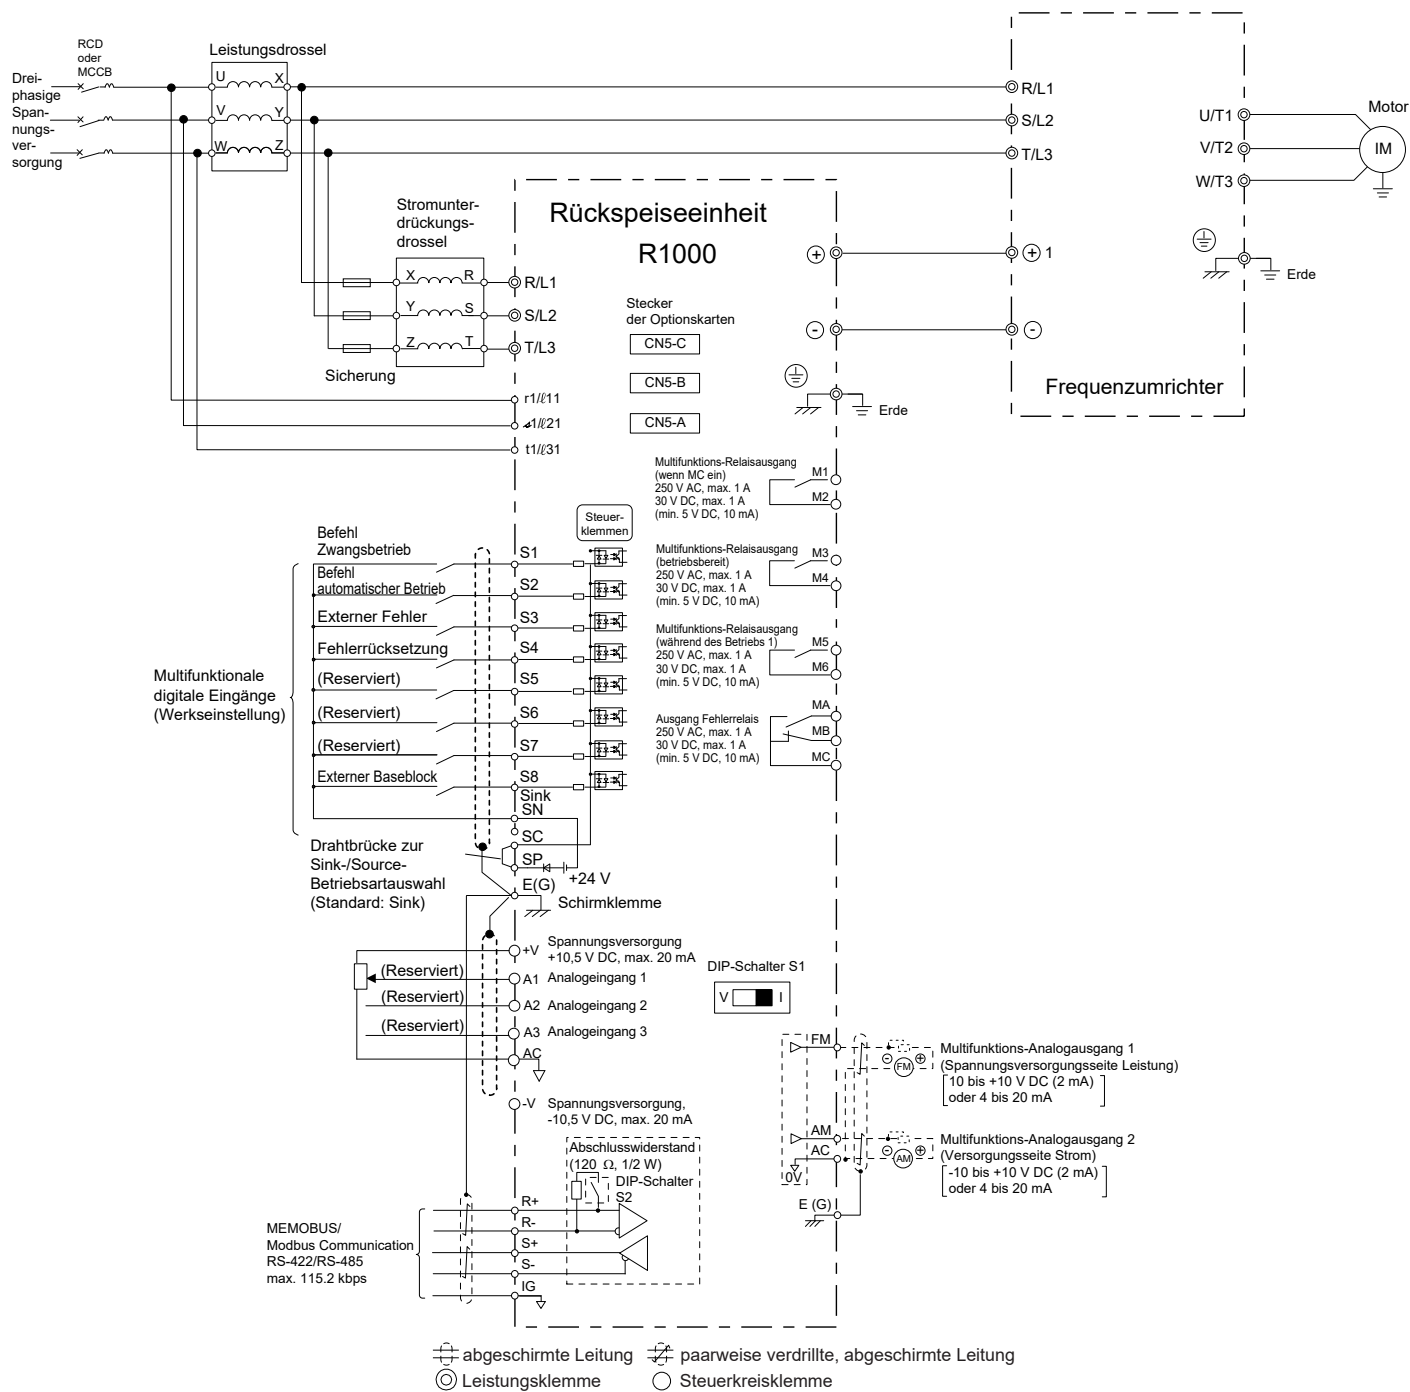 RCD
oder
MCCB
Leistungsdrossel
Drei-
phasige
Span-
nungs-
ver-
sorgung
U X
V Y
W Z
R/L1
S/L2
T/L3
U/T1
V/T2
W/T3
Motor
IM
Erde
+ 1
-
Frequenzumrichter
Stromunter-
drückungs-
drossel
X R
Y S
Z T
Sicherung
R/L1
S/L2
T/L3
r1/ℓ11
1/ℓ21
t1/ℓ31
Rückspeiseeinheit
R1000
+
-
Stecker
der Optionskarten
CN5-C
CN5-B
CN5-A
Erde
Multifunktions-Relaisausgang
(wenn MC ein)
250 V AC, max. 1 A
30 V DC, max. 1 A
(min. 5 V DC, 10 mA)
M1
M2
Multifunktions-Relaisausgang
(betriebsbereit)
250 V AC, max. 1 A
30 V DC, max. 1 A
(min. 5 V DC, 10 mA)
M3
M4
Multifunktions-Relaisausgang
(während des Betriebs 1)
250 V AC, max. 1 A
30 V DC, max. 1 A
(min. 5 V DC, 10 mA)
M5
M6
Ausgang Fehlerrelais
250 V AC, max. 1 A
30 V DC, max. 1 A
(min. 5 V DC, 10 mA)
MA
MB
MC
Steuer-
klemmen
Multifunktionale
digitale Eingänge
(Werkseinstellung)
Befehl
Zwangsbetrieb
S1
Befehl
automatischer Betrieb
S2
Externer Fehler
S3
Fehlerrücksetzung
S4
(Reserviert)
S5
(Reserviert)
S6
(Reserviert)
S7
Externer Baseblock
S8
Sink
SN
SC
SP
+24 V
Drahtbrücke zur
Sink-/Source-
Betriebsartauswahl
(Standard: Sink)
E(G)
Schirmklemme
+V
Spannungsversorgung
+10,5 V DC, max. 20 mA
(Reserviert)
A1 Analogeingang 1
(Reserviert)
A2 Analogeingang 2
(Reserviert)
A3 Analogeingang 3
AC
-V
Spannungsversorgung,
-10,5 V DC, max. 20 mA
DIP-Schalter S1
V I
FM
FM
Multifunktions-Analogausgang 1
(Spannungsversorgungsseite Leistung)
10 bis +10 V DC (2 mA)
oder 4 bis 20 mA
AM
AC
0V
AM
Multifunktions-Analogausgang 2
(Versorgungsseite Strom)
-10 bis +10 V DC (2 mA)
oder 4 bis 20 mA
E (G)
Abschlusswiderstand
(120 Ω, 1/2 W)
DIP-Schalter
S2
MEMOBUS/
Modbus Communication
RS-422/RS-485
max. 115.2 kbps
R+
R-
S+
S-
IG
abgeschirmte Leitung
paarweise verdrillte, abgeschirmte Leitung
Leistungsklemme
Steuerkreisklemme